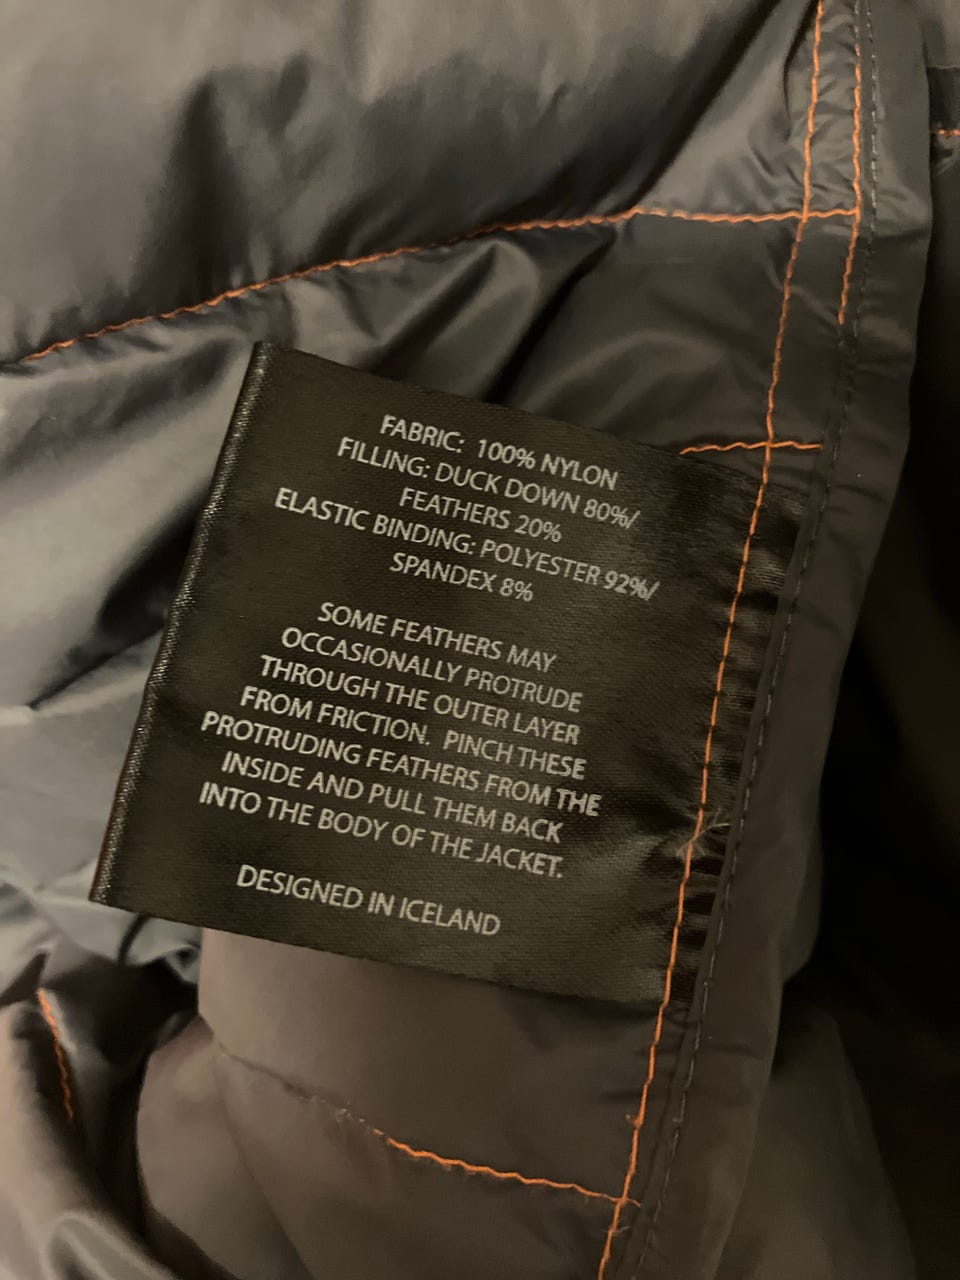 FABRIC: 100% NYLON
FILLING: DUCK DOWN 80%/
FEATHERS 20%
ELASTIC BINDING: POLYESTER 92%/
SPANDEX 8%
SOME FEATHERS MAY
OCCASIONALLY PROTRUDE
THROUGH THE OUTER LAYER
FROM FRICTION. PINCH THESE
PROTRUDING FEATHERS FROM THE
INSIDE AND PULL THEM BACK
INTO THE BODY OF THE JACKET.
DESIGNED IN ICELAND